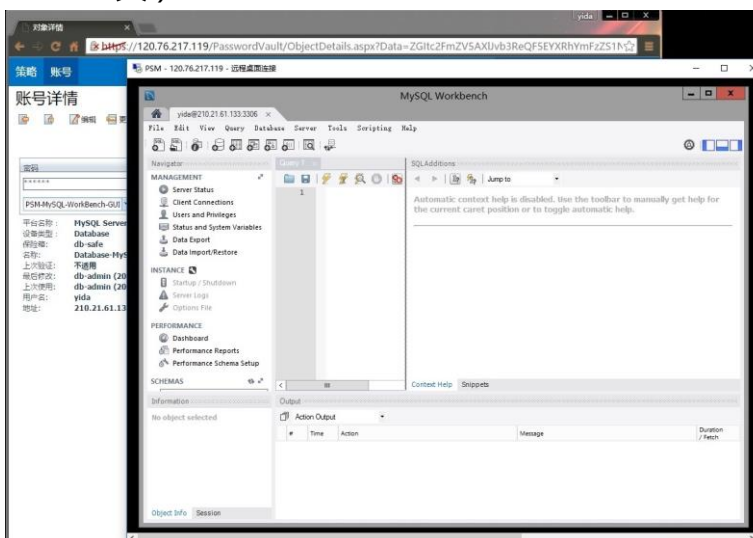 对象详情
yida
https://120.76.217.119/PasswordVault/ObjectDetails.aspx?Data=
策略 账号
账号详情
编辑
密码
******
PSM-MySQL-WorkBench-GUI
平台名称: MySQL Server
设备类型: Database
保险箱: db-safe
名称: Database-MyS
上次验证: 不适用
最后修改: db-admin (20
上次使用: db-admin (20
用户名: yida
地址: 210.21.61.13
PSM - 120.76.217.119 - 远程桌面连接
MySQL Workbench
yida@210.21.61.133:3306
File Edit View Query Database Server Tools Scripting Help
Navigator
MANAGEMENT
Server Status
Client Connections
Users and Privileges
Status and System Variables
Data Export
Data Import/Restore
INSTANCE
Startup / Shutdown
Server Logs
Options File
PERFORMANCE
Dashboard
Performance Reports
Performance Schema Setup
SCHEMAS
Information
No object selected
Object Info Session
Query 1
1
SQLAdditions
Jump to
Automatic context help is disabled. Use the toolbar to manually get help for
the current caret position or to toggle automatic help.
Context Help Snippets
Output
Action Output
# Time Action Message Duration / Fetch